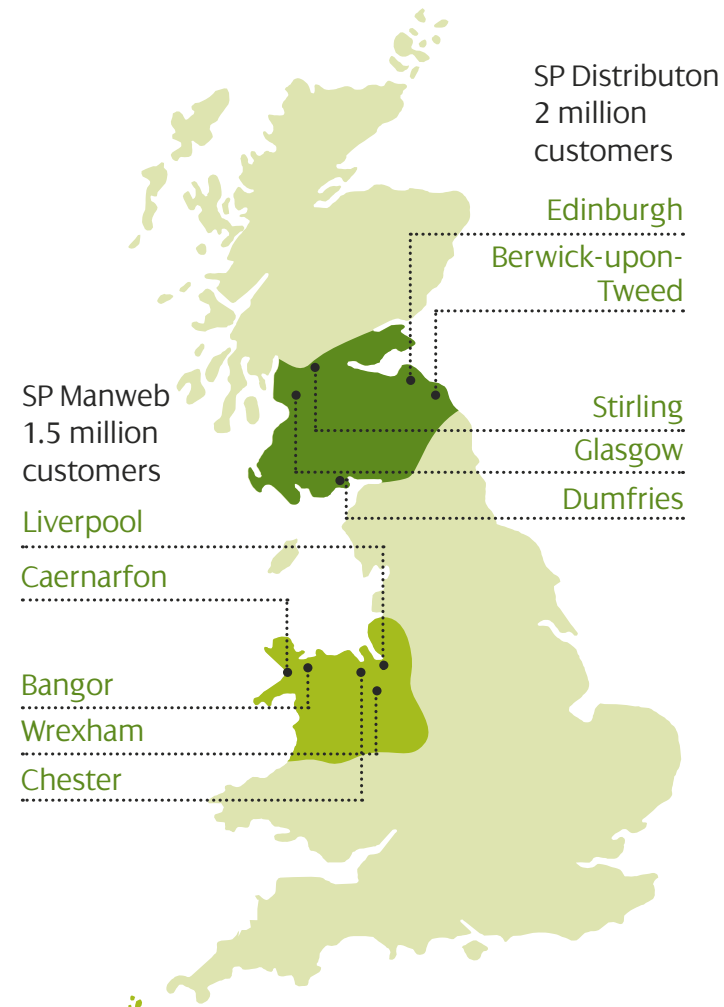 SP Distributon
2 million
customers
Edinburgh
Berwick-upon-
Tweed
Stirling
Glasgow
Dumfries
SP Manweb
1.5 million
customers
Liverpool
Caernarfon
Bangor
Wrexham
Chester